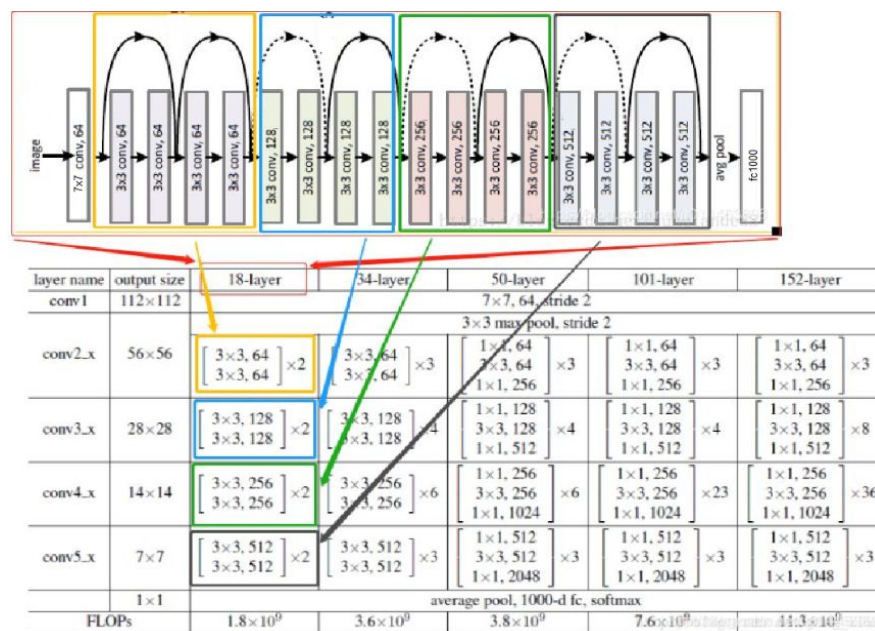 image
7×7 conv, 64
3x3 conv, 64
3x3 conv, 64
3x3 conv, 64
3x3 conv, 64
3x3 conv, 128,
3x3 conv, 128
3x3 conv, 128
3x3 conv, 128
3x3 conv, 256
3x3 conv, 256
3x3 conv, 256
3x3 conv, 256
3x3 conv, 512
3x3 conv, 512
3x3 conv, 512
3x3 conv, 512
avg pool
fc1000
layer name output size 18-layer 34-layer 50-layer 101-layer 152-layer
conv1 112×112 7×7, 64, stride 2
3×3 max pool, stride 2
conv2_x 56×56 [3×3, 64 3×3, 64]×2 [3×3, 64 3×3, 64]×3 [1×1, 64 3×3, 64 1×1, 256]×3 [1×1, 64 3×3, 64 1×1, 256]×3 [1×1, 64 3×3, 64 1×1, 256]×3
conv3_x 28×28 [3×3, 128 3×3, 128]×2 [3×3, 128 3×3, 128]×4 [1×1, 128 3×3, 128 1×1, 512]×4 [1×1, 128 3×3, 128 1×1, 512]×4 [1×1, 128 3×3, 128 1×1, 512]×8
conv4_x 14×14 [3×3, 256 3×3, 256]×2 [3×3, 256 3×3, 256]×6 [1×1, 256 3×3, 256 1×1, 1024]×6 [1×1, 256 3×3, 256 1×1, 1024]×23 [1×1, 256 3×3, 256 1×1, 1024]×36
conv5_x 7×7 [3×3, 512 3×3, 512]×2 [3×3, 512 3×3, 512]×3 [1×1, 512 3×3, 512 1×1, 2048]×3 [1×1, 512 3×3, 512 1×1, 2048]×3 [1×1, 512 3×3, 512 1×1, 2048]×3
1×1 average pool, 1000-d fc, softmax
FLOPs 1.8×10⁹ 3.6×10⁹ 3.8×10⁹ 7.6×10⁹ 11.3×10⁹